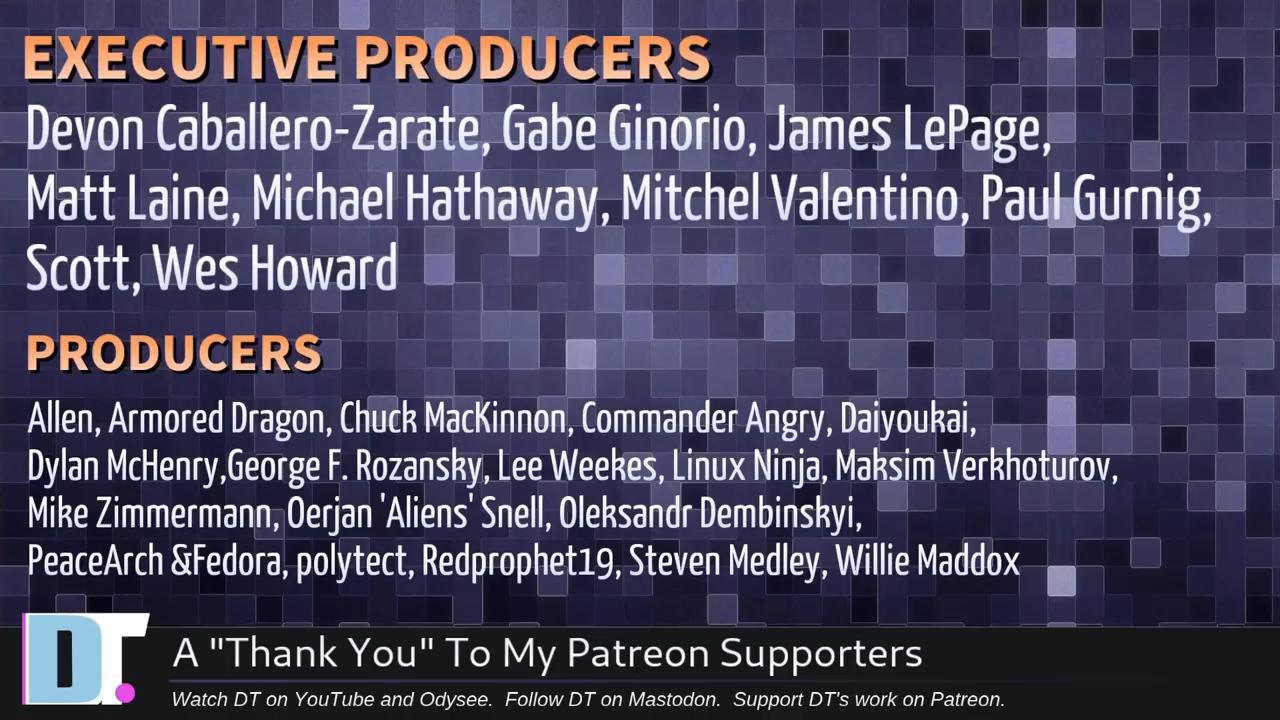 EXECUTIVE PRODUCERS
Devon Caballero-Zarate, Gabe Ginorio, James LePage,
Matt Laine, Michael Hathaway, Mitchel Valentino, Paul Gurnig,
Scott, Wes Howard
PRODUCERS
Allen, Armored Dragon, Chuck MacKinnon, Commander Angry, Daiyoukai,
Dylan McHenry,George F. Rozansky, Lee Weekes, Linux Ninja, Maksim Verkhoturov,
Mike Zimmermann, Oerjan 'Aliens' Snell, Oleksandr Dembinskyi,
PeaceArch &Fedora, polytect, Redprophet19, Steven Medley, Willie Maddox
DT.
A "Thank You" To My Patreon Supporters
Watch DT on YouTube and Odysee. Follow DT on Mastodon. Support DT's work on Patreon.